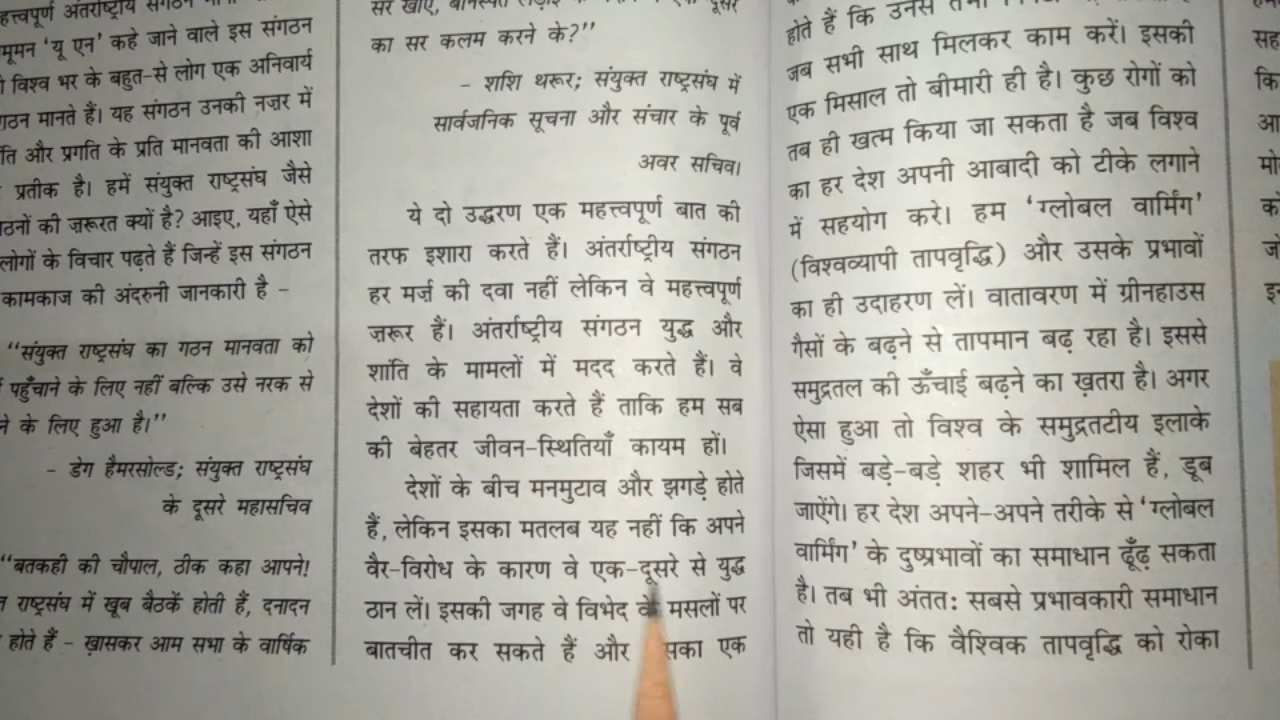 महत्त्वपूर्ण अंतर्राष्ट्रीय संगठन
'यू एन' कहे जाने वाले इस संगठन
विश्व भर के बहुत-से लोग एक अनिवार्य
मानते हैं। यह संगठन उनकी नज़र में
और प्रगति के प्रति मानवता की आशा
प्रतीक है। हमें संयुक्त राष्ट्रसंघ जैसे
की ज़रूरत क्यों है? आइए, यहाँ ऐसे
लोगों के विचार पढ़ते हैं जिन्हें इस संगठन
कामकाज की अंदरुनी जानकारी है –
“संयुक्त राष्ट्रसंघ का गठन मानवता को
पहुँचाने के लिए नहीं बल्कि उसे नरक से
के लिए हुआ है।”
- डेग हैमरसोल्ड; संयुक्त राष्ट्रसंघ
के दूसरे महासचिव
“बतकही की चौपाल, ठीक कहा आपने!
राष्ट्रसंघ में खूब बैठकें होती हैं, दनादन
होते हैं – ख़ासकर आम सभा के वार्षिक
का सर कलम करने के?”
- शशि थरूर; संयुक्त राष्ट्रसंघ में
सार्वजनिक सूचना और संचार के पूर्व
अवर सचिव।
ये दो उद्धरण एक महत्त्वपूर्ण बात की
तरफ इशारा करते हैं। अंतर्राष्ट्रीय संगठन
हर मर्ज़ की दवा नहीं लेकिन वे महत्त्वपूर्ण
ज़रूर हैं। अंतर्राष्ट्रीय संगठन युद्ध और
शांति के मामलों में मदद करते हैं। वे
देशों की सहायता करते हैं ताकि हम सब
की बेहतर जीवन-स्थितियाँ कायम हों।
देशों के बीच मनमुटाव और झगड़े होते
हैं, लेकिन इसका मतलब यह नहीं कि अपने
वैर-विरोध के कारण वे एक-दूसरे से युद्ध
ठान लें। इसकी जगह वे विभेद के मसलों पर
बातचीत कर सकते हैं और एक
होते हैं कि उनसे
जब सभी साथ मिलकर काम करें। इसकी
एक मिसाल तो बीमारी ही है। कुछ रोगों को
तब ही खत्म किया जा सकता है जब विश्व
का हर देश अपनी आबादी को टीके लगाने
में सहयोग करे। हम ‘ग्लोबल वार्मिंग’
(विश्वव्यापी तापवृद्धि) और उसके प्रभावों
का ही उदाहरण लें। वातावरण में ग्रीनहाउस
गैसों के बढ़ने से तापमान बढ़ रहा है। इससे
समुद्रतल की ऊँचाई बढ़ने का ख़तरा है। अगर
ऐसा हुआ तो विश्व के समुद्रतटीय इलाके
जिसमें बड़े-बड़े शहर भी शामिल हैं, डूब
जाएँगे। हर देश अपने-अपने तरीके से ‘ग्लोबल
वार्मिंग’ के दुष्प्रभावों का समाधान ढूँढ़ सकता
है। तब भी अंततः सबसे प्रभावकारी समाधान
तो यही है कि वैश्विक तापवृद्धि को रोका